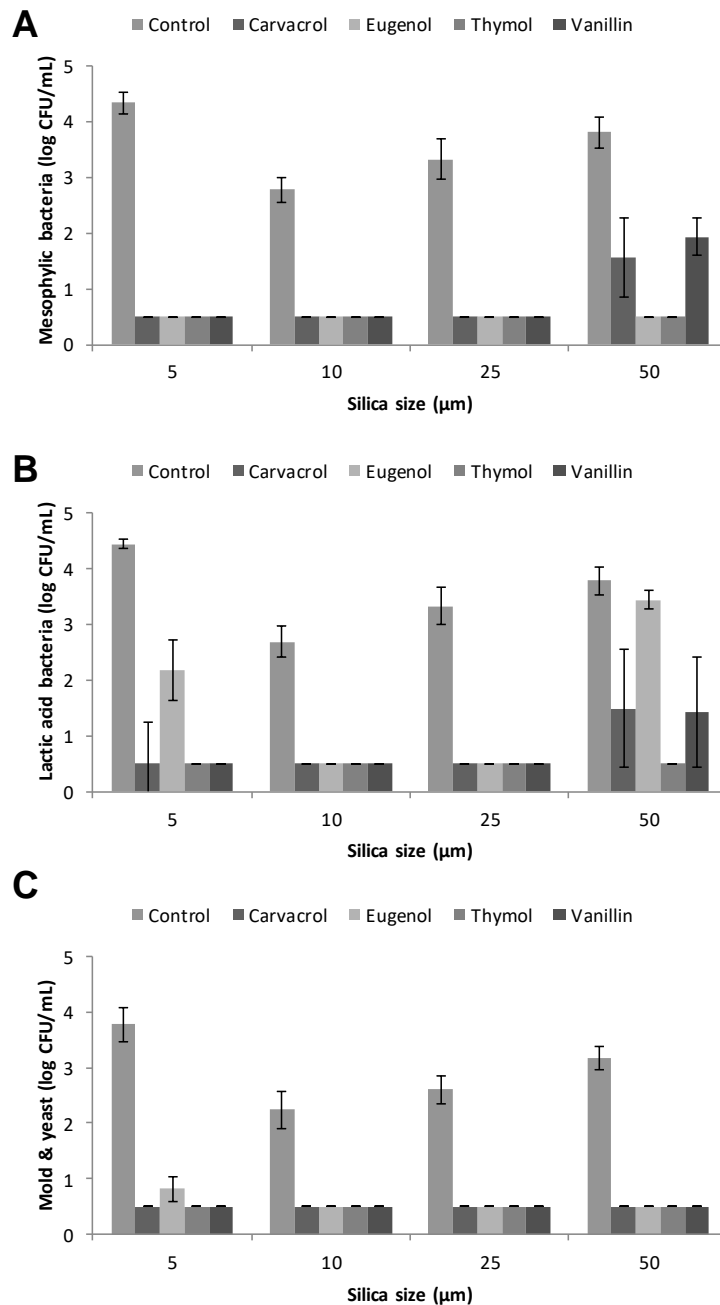 A
Control Carvacrol Eugenol Thymol Vanillin
Mesophylic bacteria (log CFU/mL)
5
4
3
2
1
0
5 10 25 50
Silica size (µm)
B
Control Carvacrol Eugenol Thymol Vanillin
Lactic acid bacteria (log CFU/mL)
5
4
3
2
1
0
5 10 25 50
Silica size (µm)
C
Control Carvacrol Eugenol Thymol Vanillin
Mold & yeast (log CFU/mL)
5
4
3
2
1
0
5 10 25 50
Silica size (µm)